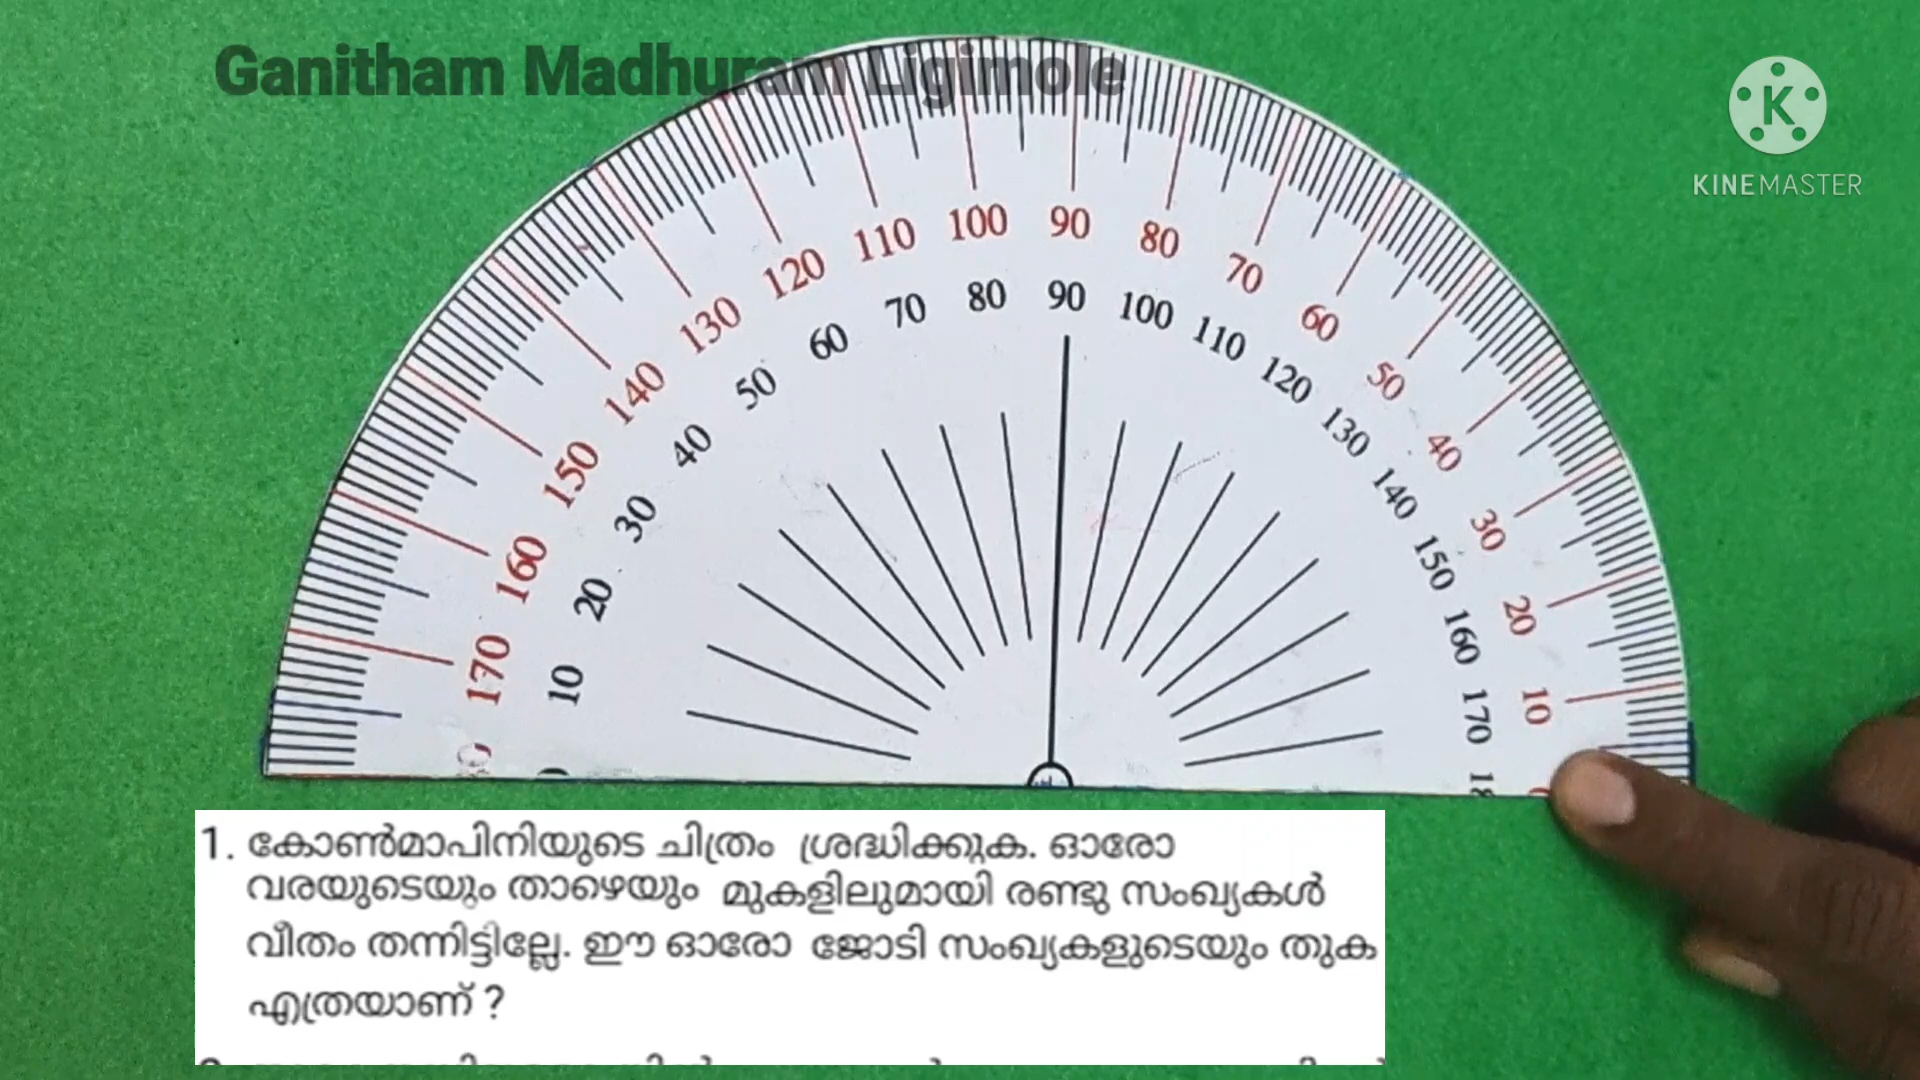 Ganitham Madhuram Ligimole
K
KINEMASTER
170 160 150 140 130 120 110 100 90 80 70 60 50 40 30 20 10
10 20 30 40 50 60 70 80 90 100 110 120 130 140 150 160 170
1. കോൺമാപിനിയുടെ ചിത്രം ശ്രദ്ധിക്കുക. ഓരോ
വരയുടെയും താഴെയും മുകളിലുമായി രണ്ടു സംഖ്യകൾ
വീതം തന്നിട്ടില്ലേ. ഈ ഓരോ ജോടി സംഖ്യകളുടെയും തുക
എത്രയാണ് ?